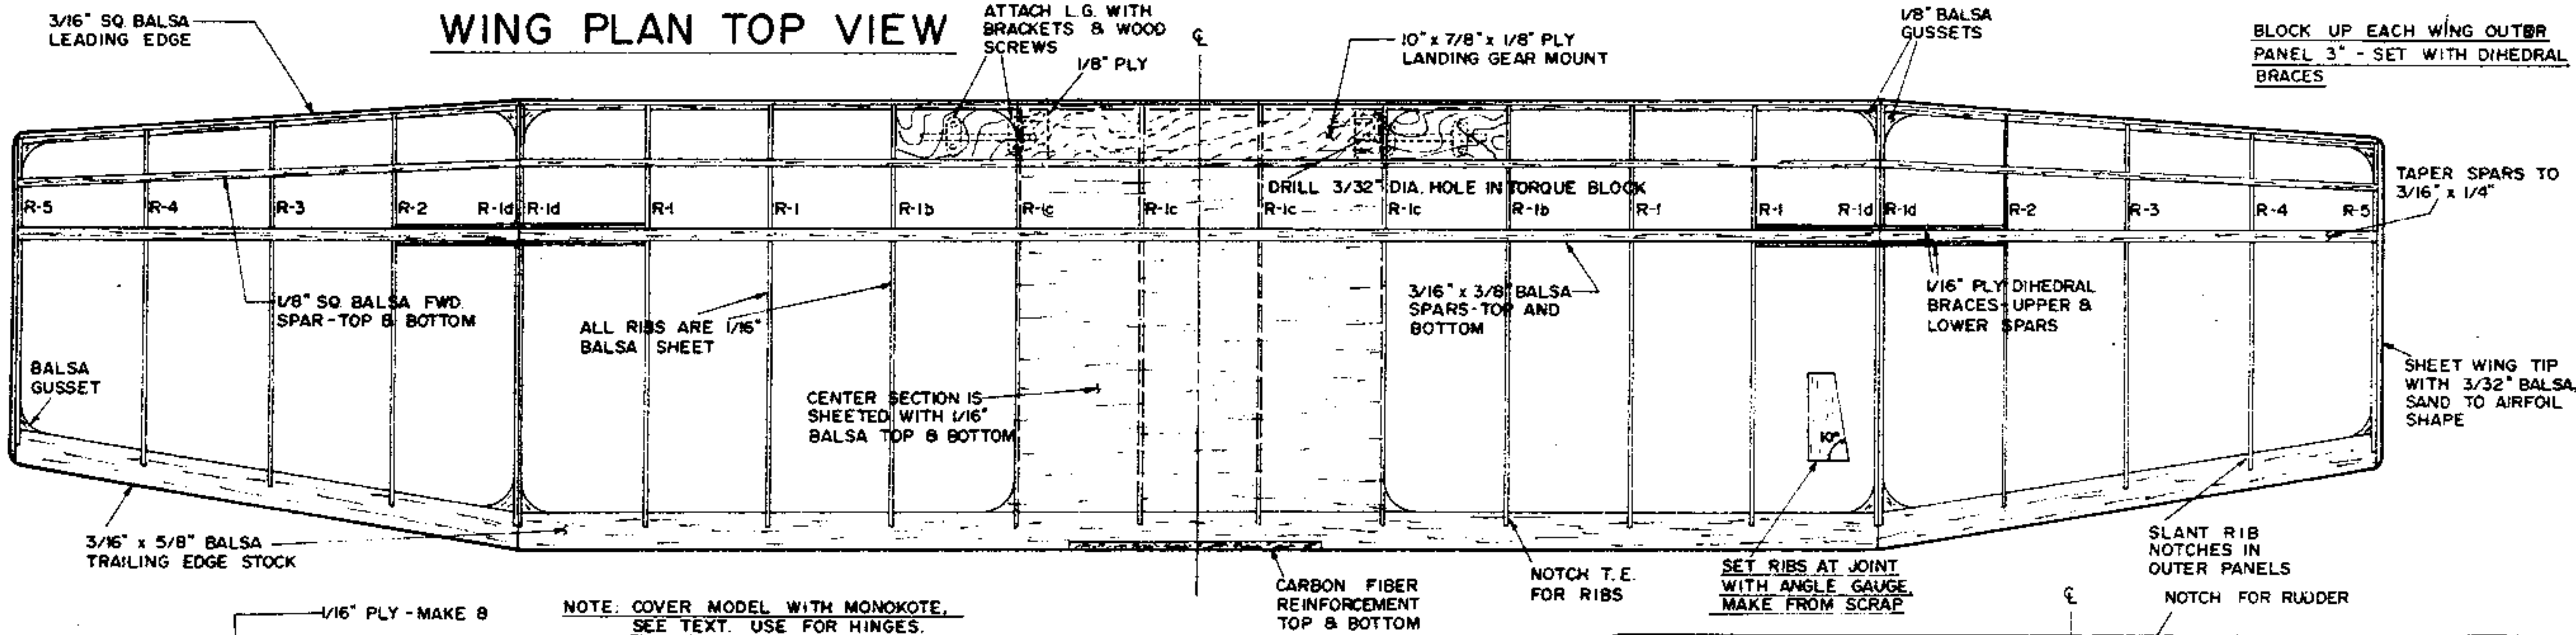 3/16" SQ. BALSA
LEADING EDGE
WING PLAN TOP VIEW
ATTACH L.G. WITH
BRACKETS & WOOD
SCREWS
1/8" PLY
℄
10" x 7/8" x 1/8" PLY
LANDING GEAR MOUNT
1/8" BALSA
GUSSETS
BLOCK UP EACH WING OUTER
PANEL 3" - SET WITH DIHEDRAL
BRACES
DRILL 3/32" DIA. HOLE IN TORQUE BLOCK
TAPER SPARS TO
3/16" x 1/4"
R-5 R-4 R-3 R-2 R-1d R-1d R-1 R-1 R-1b R-1c R-1c R-1c R-1c R-1b R-1 R-1 R-1d R-1d R-2 R-3 R-4 R-5
1/8" SQ. BALSA FWD.
SPAR-TOP & BOTTOM
ALL RIBS ARE 1/16"
BALSA SHEET
3/16" x 3/8" BALSA
SPARS-TOP AND
BOTTOM
1/16" PLY DIHEDRAL
BRACES-UPPER &
LOWER SPARS
BALSA
GUSSET
CENTER SECTION IS
SHEETED WITH 1/16"
BALSA TOP & BOTTOM
10°
SHEET WING TIP
WITH 3/32" BALSA,
SAND TO AIRFOIL
SHAPE
3/16" x 5/8" BALSA
TRAILING EDGE STOCK
CARBON FIBER
REINFORCEMENT
TOP & BOTTOM
NOTCH T.E.
FOR RIBS
SET RIBS AT JOINT
WITH ANGLE GAUGE,
MAKE FROM SCRAP
SLANT RIB
NOTCHES IN
OUTER PANELS
1/16" PLY - MAKE 8
NOTE: COVER MODEL WITH MONOKOTE,
SEE TEXT. USE FOR HINGES.
℄
NOTCH FOR RUDDER